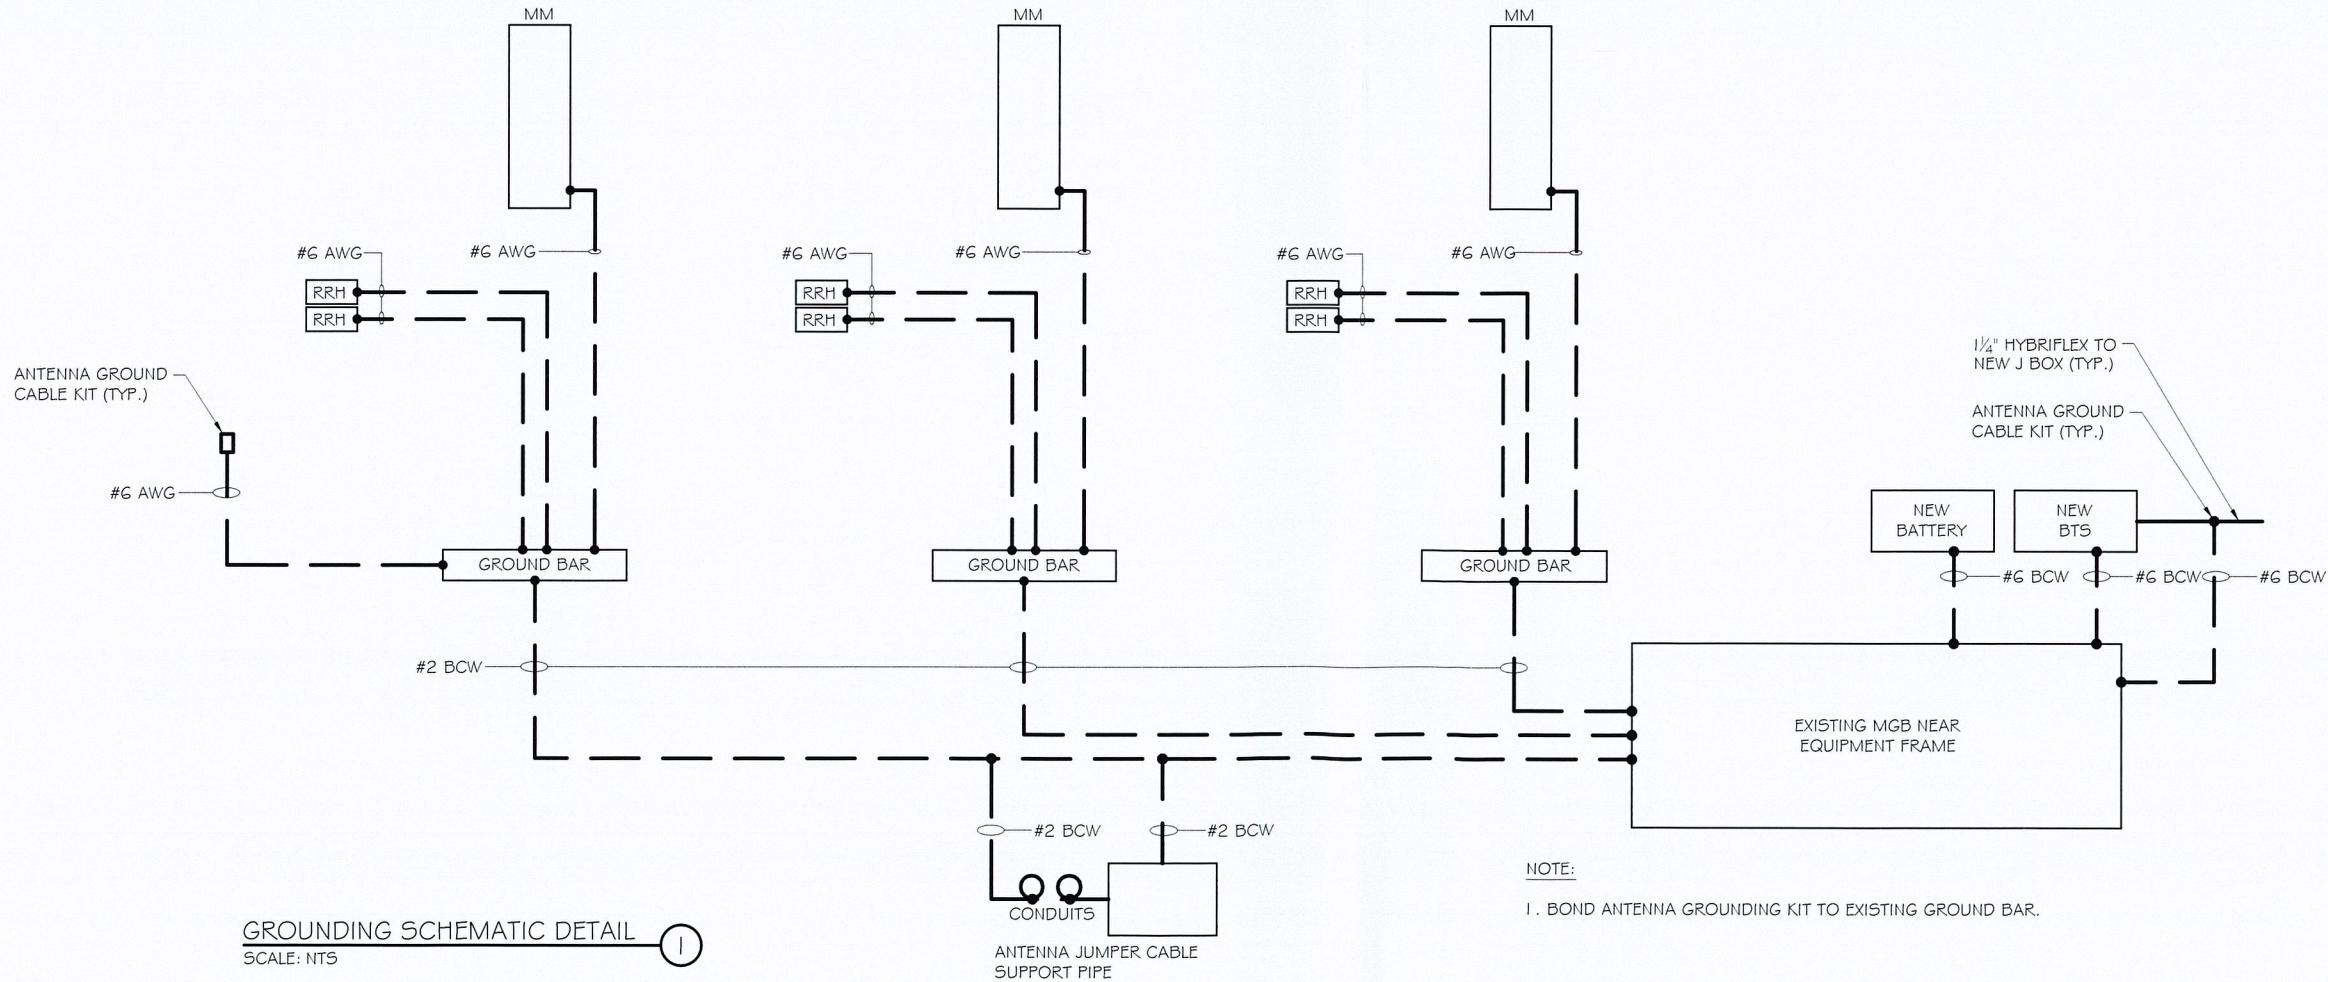 MM
MM
MM
#6 AWG
#6 AWG
#6 AWG
#6 AWG
#6 AWG
#6 AWG
RRH
RRH
RRH
RRH
RRH
RRH
ANTENNA GROUND
CABLE KIT (TYP.)
#6 AWG
1¼" HYBRIFLEX TO
NEW J BOX (TYP.)
ANTENNA GROUND
CABLE KIT (TYP.)
NEW
BATTERY
NEW
BTS
GROUND BAR
GROUND BAR
GROUND BAR
#6 BCW
#6 BCW
#6 BCW
#2 BCW
EXISTING MGB NEAR
EQUIPMENT FRAME
#2 BCW
#2 BCW
CONDUITS
ANTENNA JUMPER CABLE
SUPPORT PIPE
NOTE:
1. BOND ANTENNA GROUNDING KIT TO EXISTING GROUND BAR.
GROUNDING SCHEMATIC DETAIL
1
SCALE: NTS